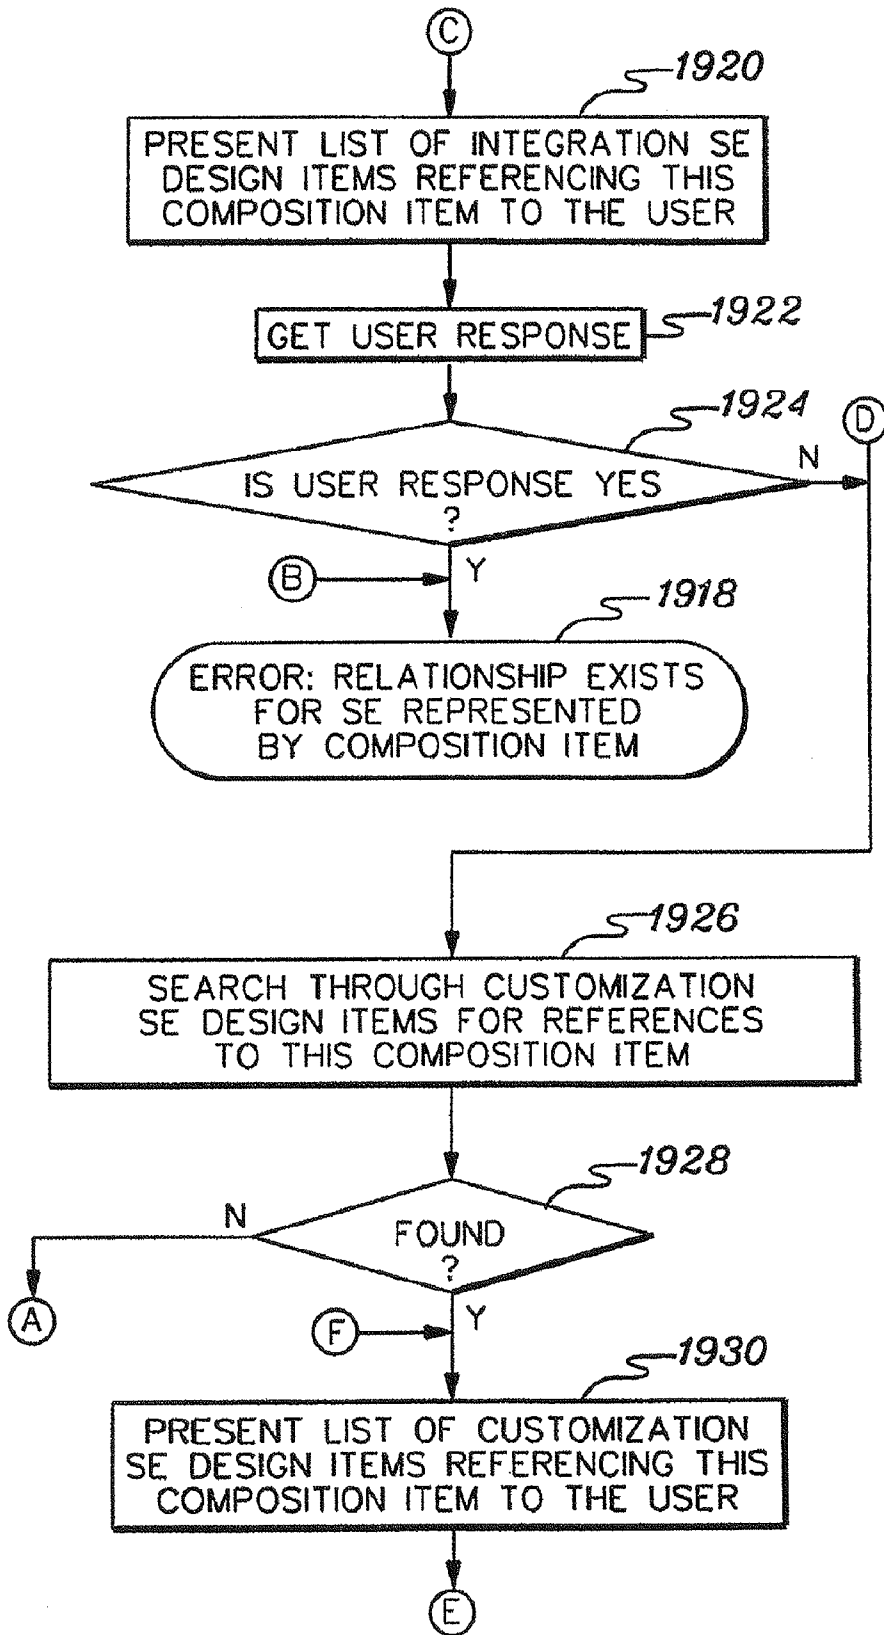 C
1920
PRESENT LIST OF INTEGRATION SE
DESIGN ITEMS REFERENCING THIS
COMPOSITION ITEM TO THE USER
1922
GET USER RESPONSE
1924
D
N
IS USER RESPONSE YES
?
Y
B
1918
ERROR: RELATIONSHIP EXISTS
FOR SE REPRESENTED
BY COMPOSITION ITEM
1926
SEARCH THROUGH CUSTOMIZATION
SE DESIGN ITEMS FOR REFERENCES
TO THIS COMPOSITION ITEM
1928
N
FOUND
?
A
F
Y
1930
PRESENT LIST OF CUSTOMIZATION
SE DESIGN ITEMS REFERENCING THIS
COMPOSITION ITEM TO THE USER
E